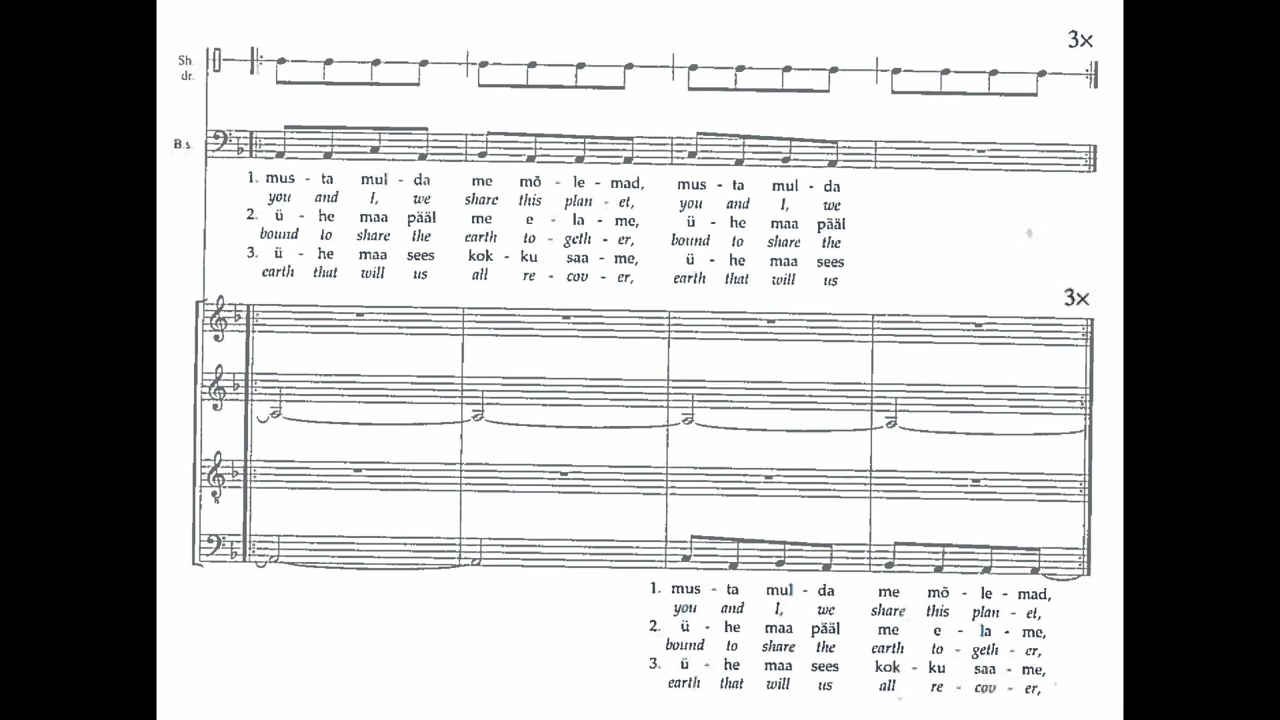 3×
Sh.
dr.
B.s.
1. mus - ta mul - da me mõ - le - mad, mus - ta mul - da
you and I, we share this plan - et, you and I, we
2. ü - he maa pääl me e - la - me, ü - he maa pääl
bound to share the earth to - geth - er, bound to share the
3. ü - he maa sees kok - ku saa - me, ü - he maa sees
earth that will us all re - cov - er, earth that will us
3×
1. mus - ta mul - da me mõ - le - mad,
you and I, we share this plan - et,
2. ü - he maa pääl me e - la - me,
bound to share the earth to - geth - er,
3. ü - he maa sees kok - ku saa - me,
earth that will us all re - cov - er,